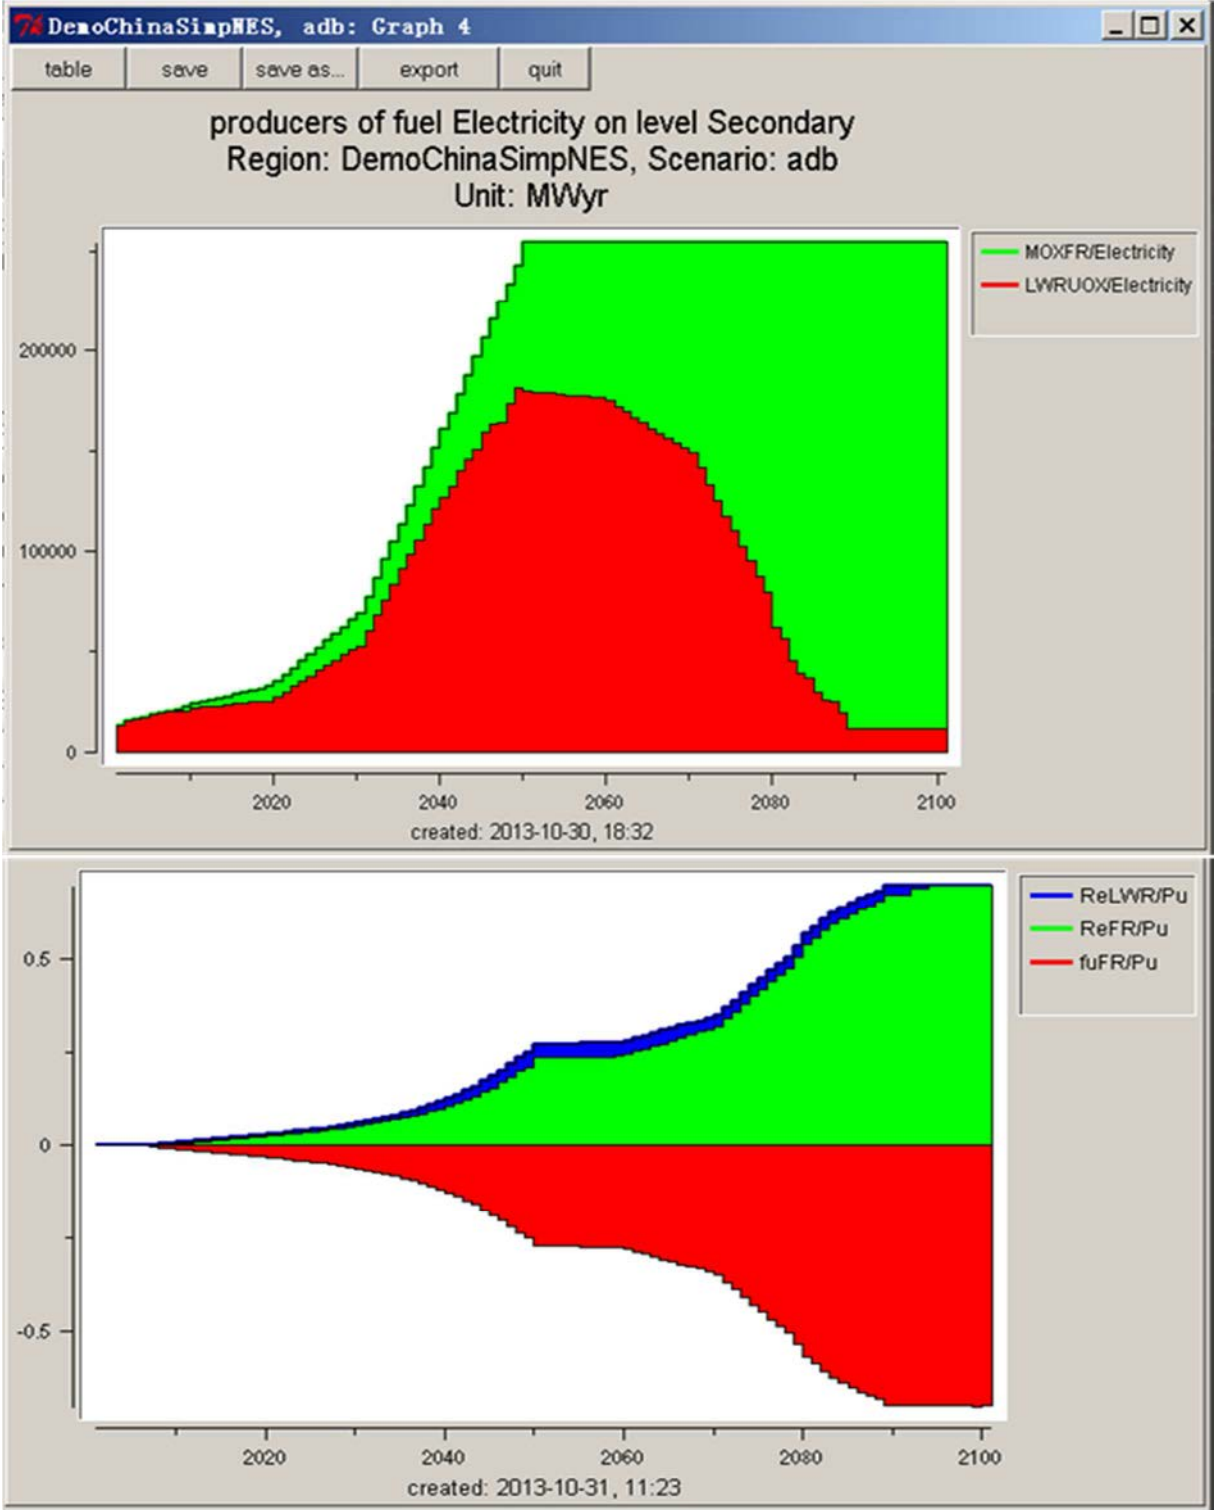 DemoChinaSimpNES, adb: Graph 4
table save save as... export quit
producers of fuel Electricity on level Secondary
Region: DemoChinaSimpNES, Scenario: adb
Unit: MWyr
MOXFR/Electricity
LWRUOX/Electricity
200000
100000
0
2020 2040 2060 2080 2100
created: 2013-10-30, 18:32
ReLWR/Pu
ReFR/Pu
fuFR/Pu
0.5
0
-0.5
2020 2040 2060 2080 2100
created: 2013-10-31, 11:23